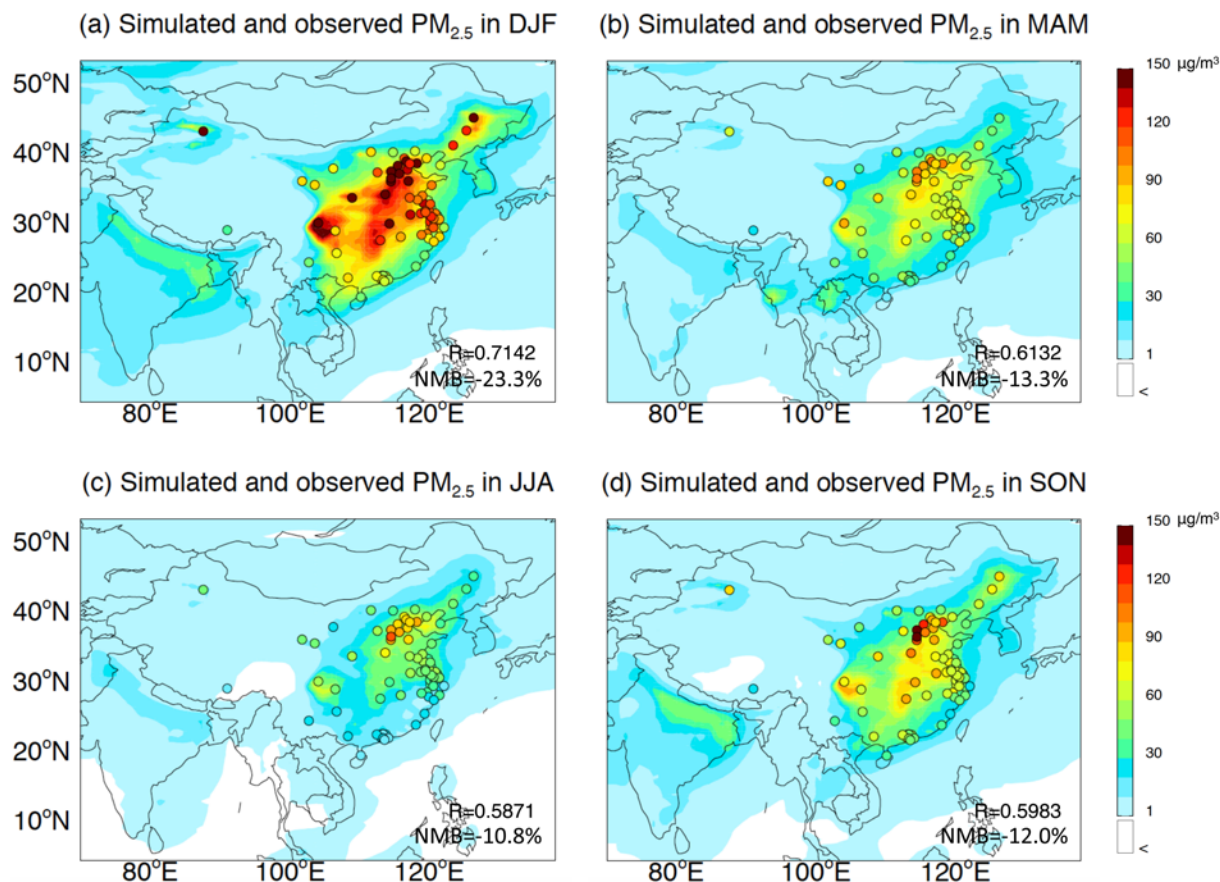 (a) Simulated and observed PM2.5 in DJF
(b) Simulated and observed PM2.5 in MAM
50°N
40°N
30°N
20°N
10°N
R=0.7142
NMB=-23.3%
80°E 100°E 120°E
R=0.6132
NMB=-13.3%
80°E 100°E 120°E
150 µg/m³
120
90
60
30
1
<
(c) Simulated and observed PM2.5 in JJA
(d) Simulated and observed PM2.5 in SON
50°N
40°N
30°N
20°N
10°N
R=0.5871
NMB=-10.8%
80°E 100°E 120°E
R=0.5983
NMB=-12.0%
80°E 100°E 120°E
150 µg/m³
120
90
60
30
1
<